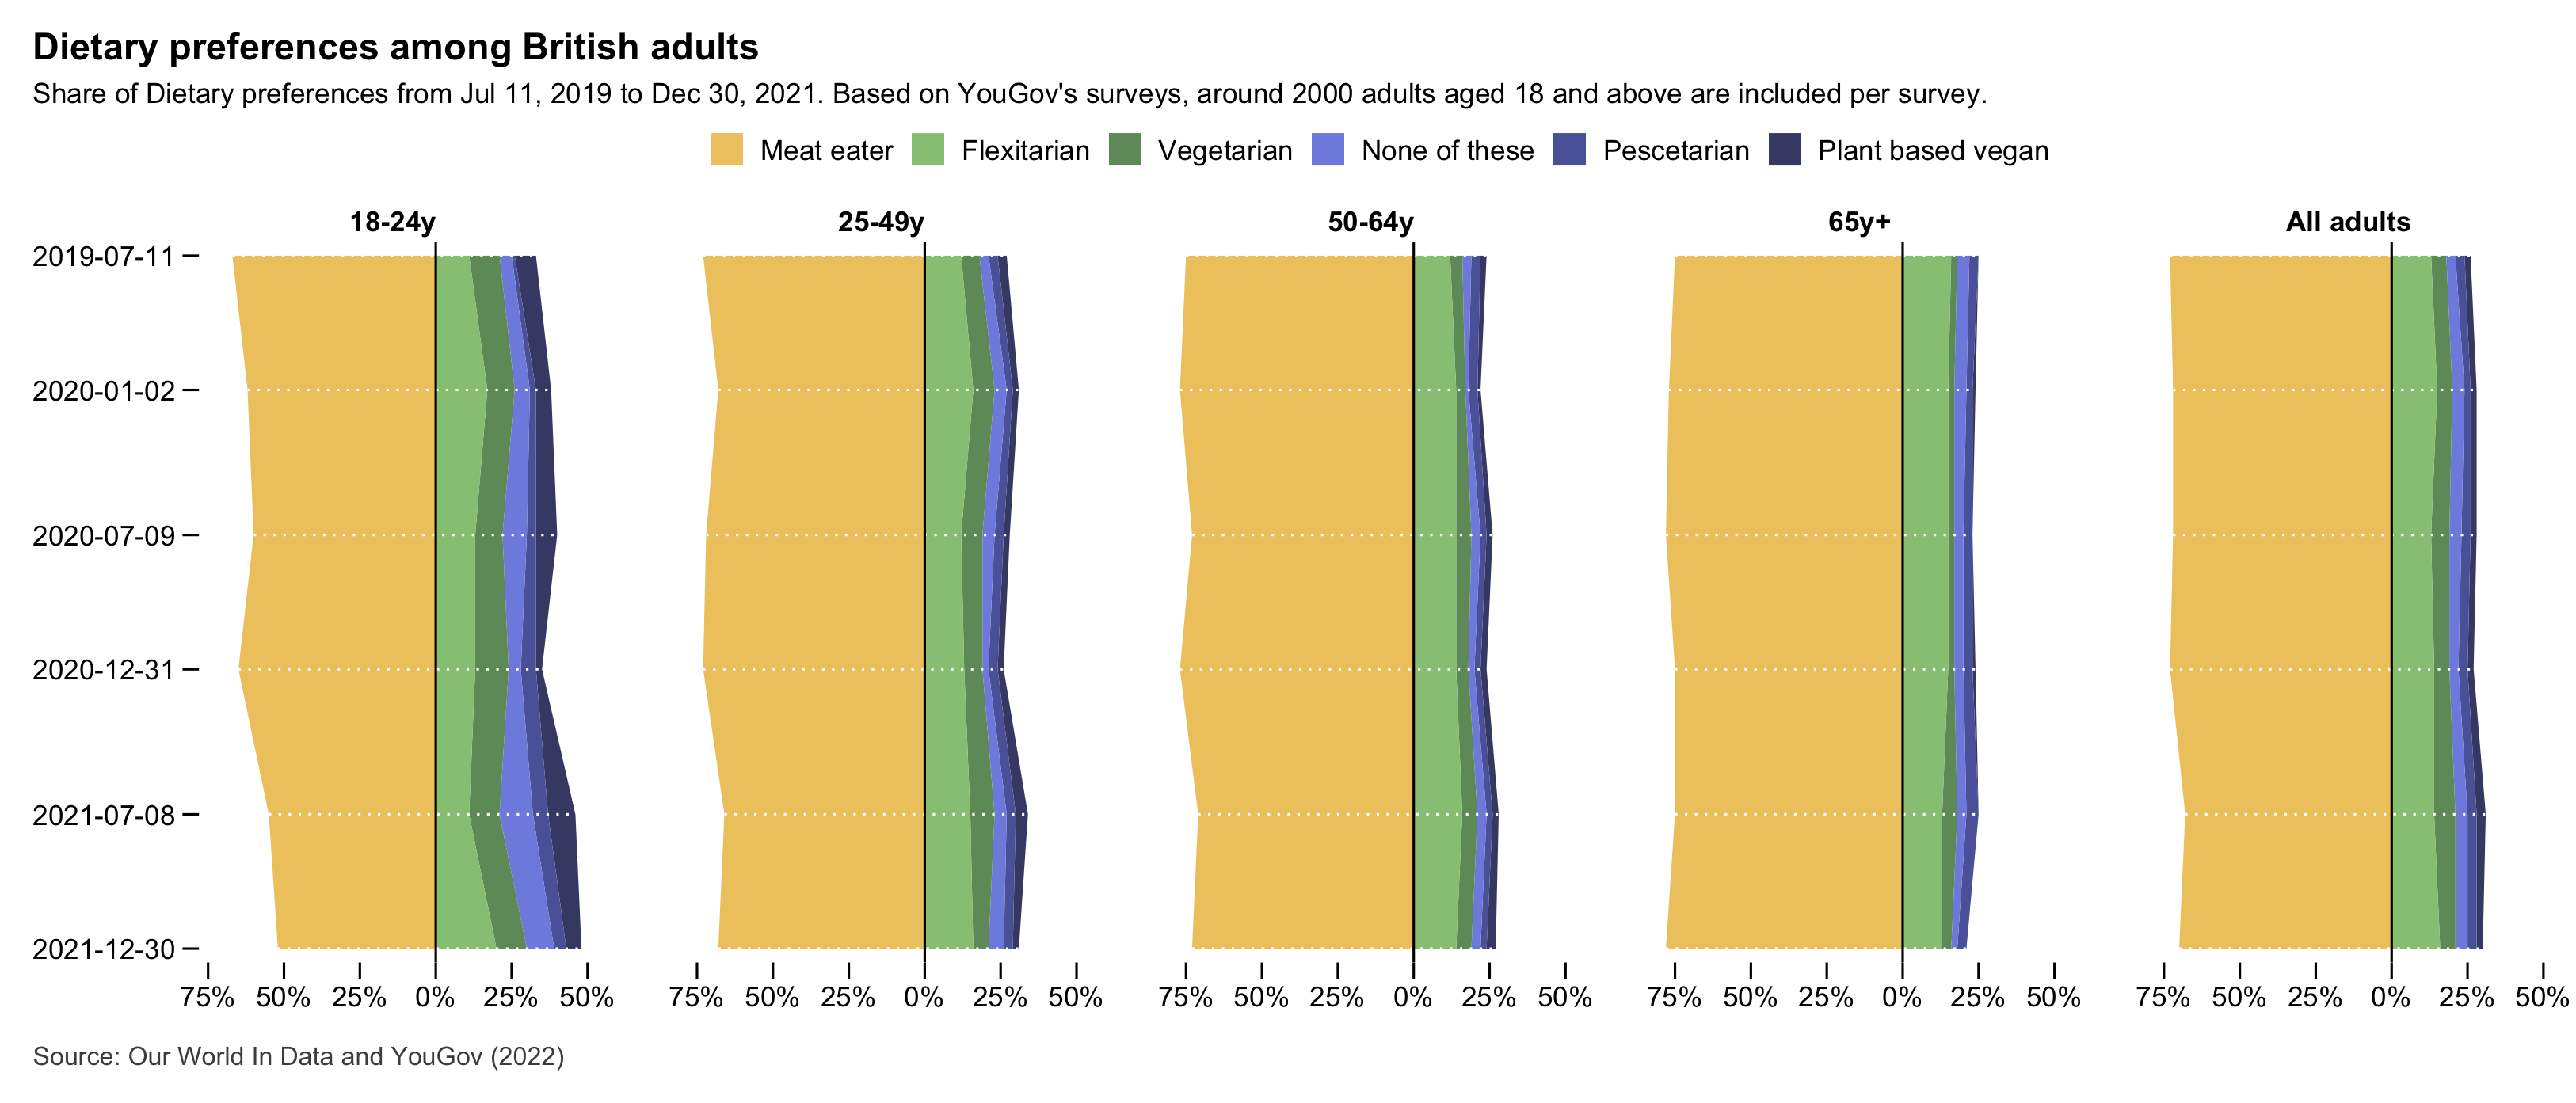 Dietary preferences among British adults
Share of Dietary preferences from Jul 11, 2019 to Dec 30, 2021. Based on YouGov's surveys, around 2000 adults aged 18 and above are included per survey.
Meat eater Flexitarian Vegetarian None of these Pescetarian Plant based vegan
18-24y 25-49y 50-64y 65y+ All adults
2019-07-11
2020-01-02
2020-07-09
2020-12-31
2021-07-08
2021-12-30
75% 50% 25% 0% 25% 50% 75% 50% 25% 0% 25% 50% 75% 50% 25% 0% 25% 50% 75% 50% 25% 0% 25% 50% 75% 50% 25% 0% 25% 50%
Source: Our World In Data and YouGov (2022)